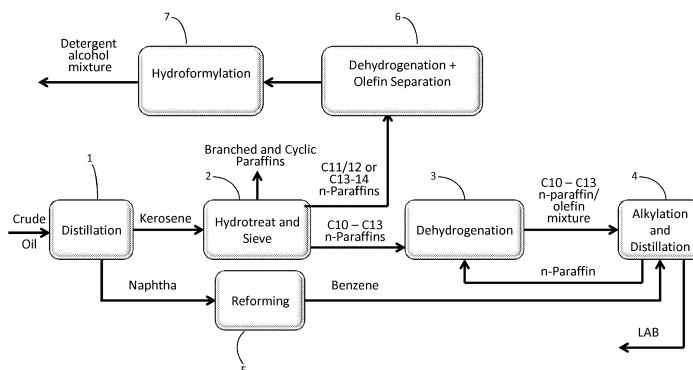 7
6
Detergent
alcohol
mixture
Hydroformylation
Dehydrogenation +
Olefin Separation
Branched and Cyclic
Paraffins
C11/12 or
C13-14
n-Paraffins
1
2
3
4
Crude
Oil
Distillation
Kerosene
Hydrotreat and
Sieve
C10 – C13
n-Paraffins
Dehydrogenation
C10 – C13
n-paraffin/
olefin
mixture
Alkylation
and
Distillation
n-Paraffin
Naphtha
Reforming
Benzene
LAB
5